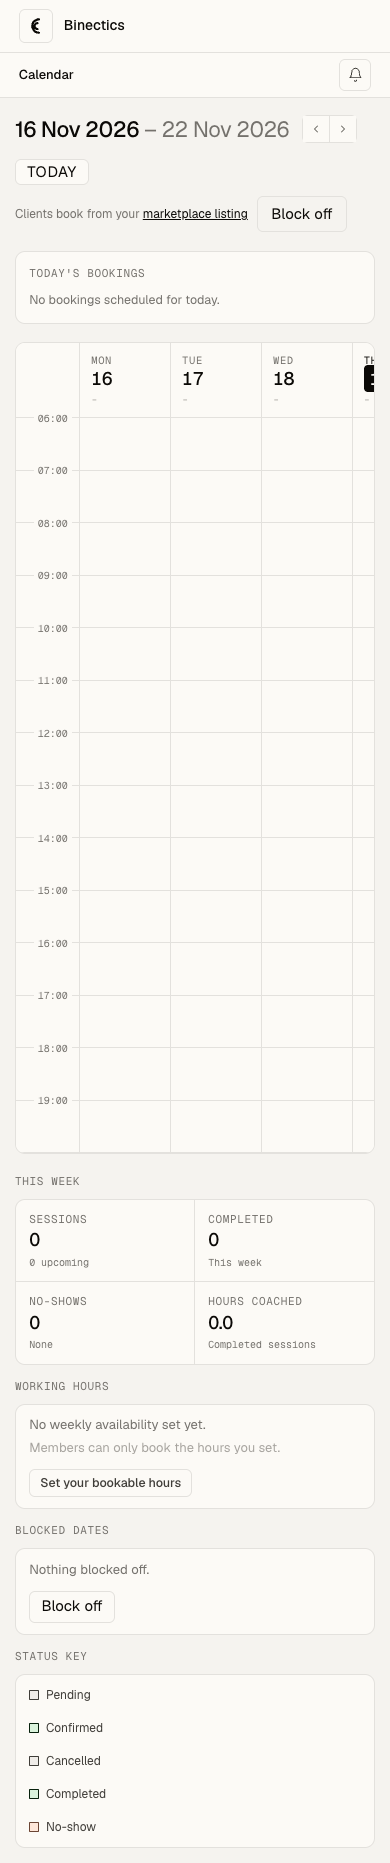 Binectics
Calendar
16 Nov 2026 – 22 Nov 2026
TODAY
Clients book from your marketplace listing
Block off
TODAY'S BOOKINGS
No bookings scheduled for today.
MON TUE WED
16 17 18
- - - -
06:00
07:00
08:00
09:00
10:00
11:00
12:00
13:00
14:00
15:00
16:00
17:00
18:00
19:00
THIS WEEK
SESSIONS
0
0 upcoming
COMPLETED
0
This week
NO-SHOWS
0
None
HOURS COACHED
0.0
Completed sessions
WORKING HOURS
No weekly availability set yet.
Members can only book the hours you set.
Set your bookable hours
BLOCKED DATES
Nothing blocked off.
Block off
STATUS KEY
Pending
Confirmed
Cancelled
Completed
No-show